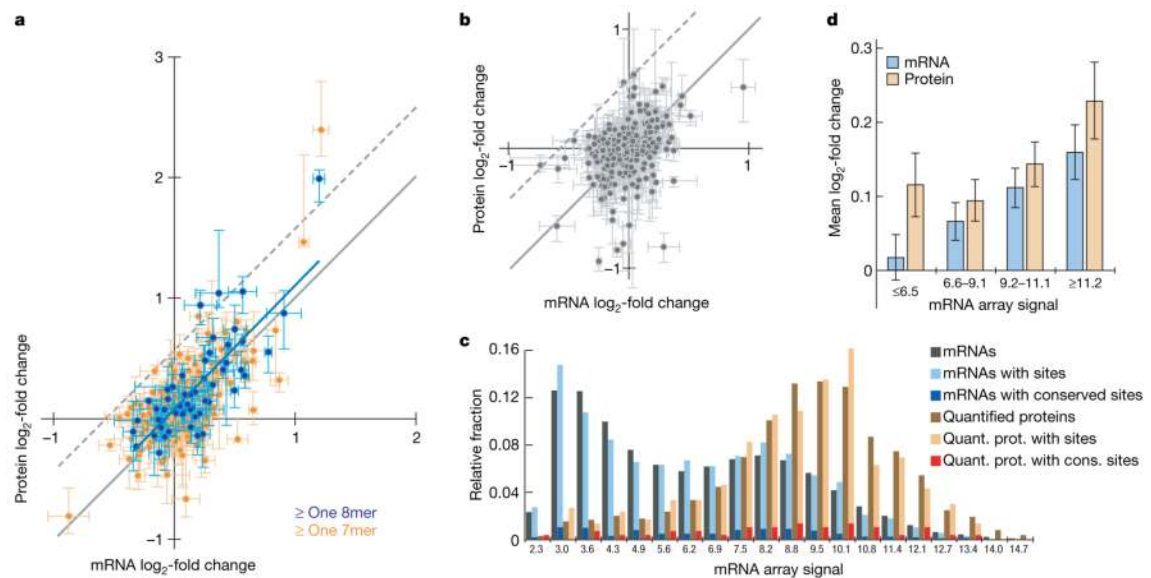 a
3
2
1
−1
−1
1
2
Protein log2-fold change
mRNA log2-fold change
≥ One 8mer
≥ One 7mer
b
1
−1
1
−1
Protein log2-fold change
mRNA log2-fold change
d
0.3
0.2
0.1
0
Mean log2-fold change
mRNA
Protein
≤6.5
6.6–9.1
9.2–11.1
≥11.2
mRNA array signal
c
0.16
0.12
0.08
0.04
0
Relative fraction
mRNAs
mRNAs with sites
mRNAs with conserved sites
Quantified proteins
Quant. prot. with sites
Quant. prot. with cons. sites
2.3 3.0 3.6 4.3 4.9 5.6 6.2 6.9 7.5 8.2 8.8 9.5 10.1 10.8 11.4 12.1 12.7 13.4 14.0 14.7
mRNA array signal